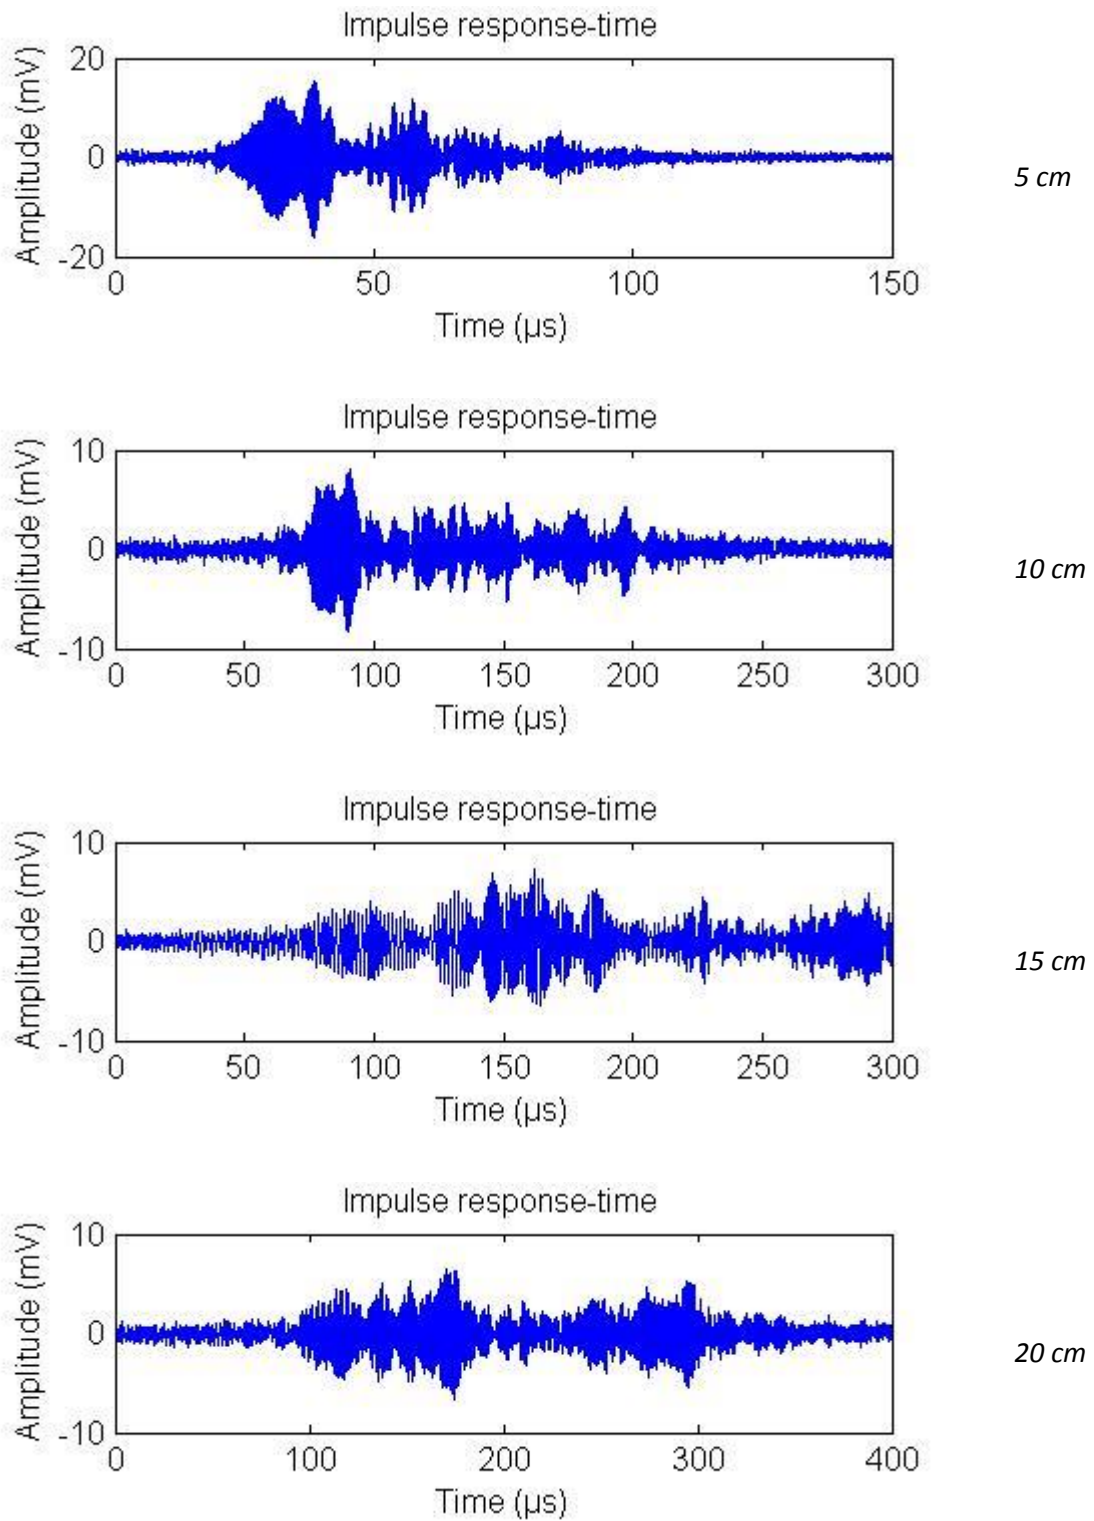 Impulse response-time
Amplitude (mV)
20
0
-20
0 50 100 150
Time (µs)
5 cm
Impulse response-time
Amplitude (mV)
10
0
-10
0 50 100 150 200 250 300
Time (µs)
10 cm
Impulse response-time
Amplitude (mV)
10
0
-10
0 50 100 150 200 250 300
Time (µs)
15 cm
Impulse response-time
Amplitude (mV)
10
0
-10
0 100 200 300 400
Time (µs)
20 cm